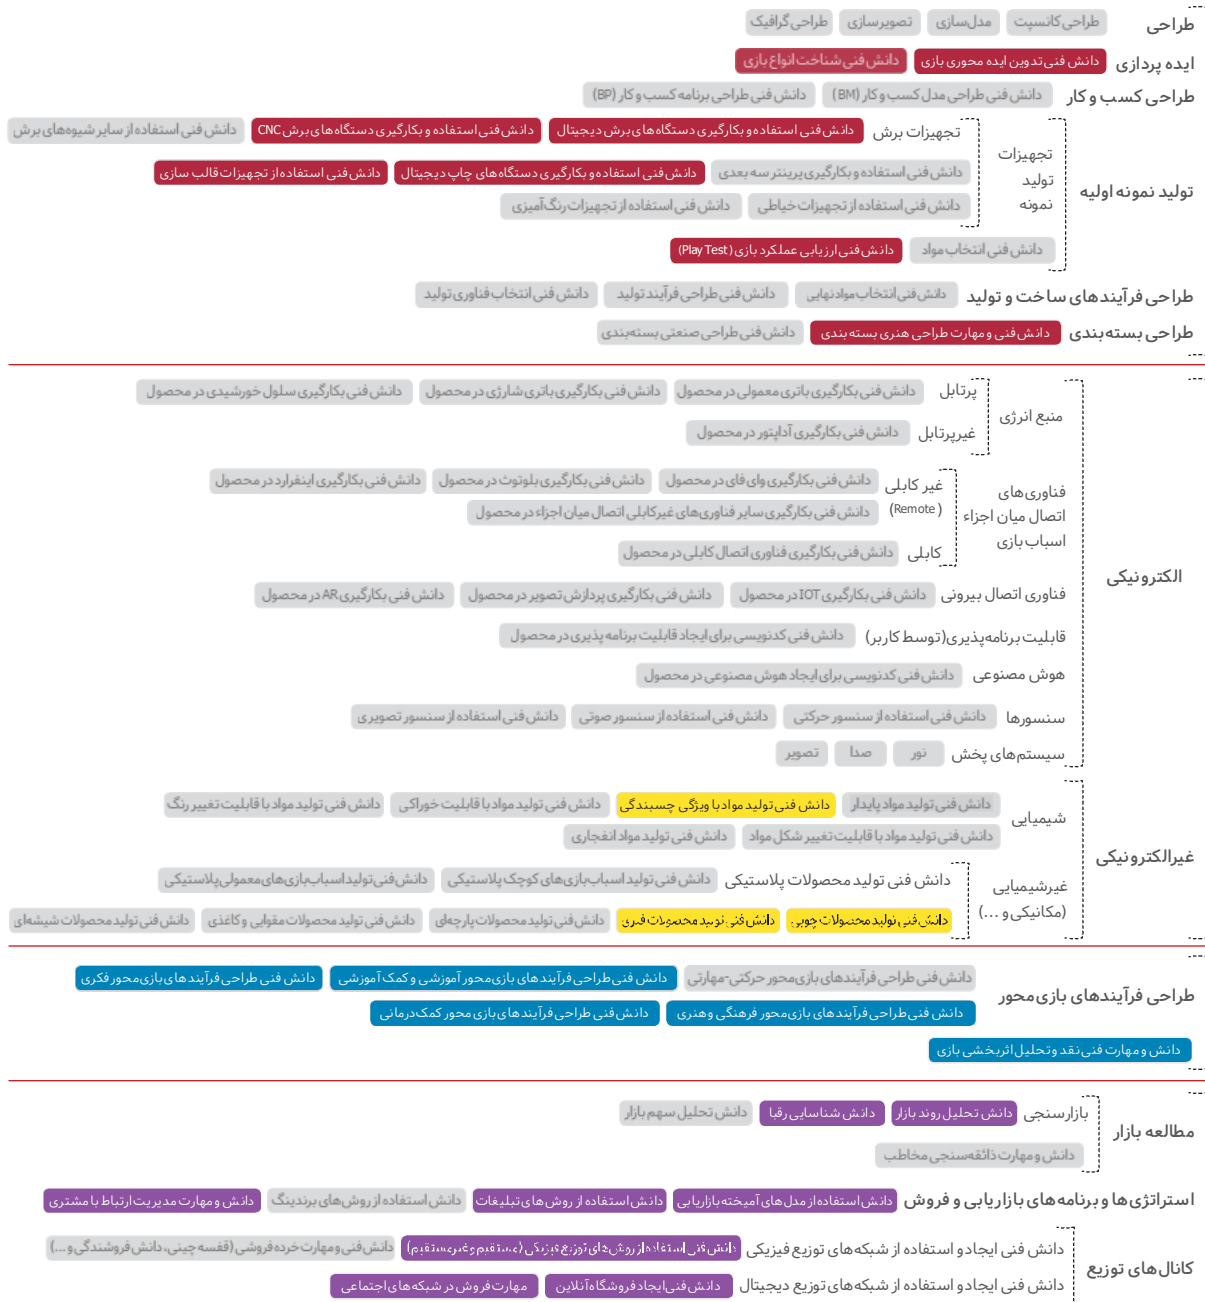 طراحی طراحی کانسپت مدل‌سازی تصویرسازی طراحی گرافیک
ایده پردازی دانش فنی تدوین ایده محوری بازی دانش فنی شناخت انواع بازی
طراحی کسب و کار دانش فنی طراحی مدل کسب و کار (BM) دانش فنی طراحی برنامه کسب و کار (BP)
تولید نمونه اولیه
تجهیزات تولید نمونه
تجهیزات برش دانش فنی استفاده و بکارگیری دستگاه‌های برش دیجیتال دانش فنی استفاده و بکارگیری دستگاه‌های برش CNC دانش فنی استفاده از سایر شیوه‌های برش
دانش فنی استفاده و بکارگیری پرینتر سه بعدی دانش فنی استفاده و بکارگیری دستگاه‌های چاپ دیجیتال دانش فنی استفاده از تجهیزات قالب سازی
دانش فنی استفاده از تجهیزات خیاطی دانش فنی استفاده از تجهیزات رنگ‌آمیزی
دانش فنی انتخاب مواد دانش فنی ارزیابی عملکرد بازی (Play Test)
طراحی فرآیندهای ساخت و تولید دانش فنی انتخاب مواد نهایی دانش فنی طراحی فرآیند تولید دانش فنی انتخاب فناوری تولید
طراحی بسته‌بندی دانش فنی و مهارت طراحی هنری بسته بندی دانش فنی طراحی صنعتی بسته‌بندی
الکترونیکی
منبع انرژی
پرتابل دانش فنی بکارگیری باتری معمولی در محصول دانش فنی بکارگیری باتری شارژی در محصول دانش فنی بکارگیری سلول خورشیدی در محصول
غیرپرتابل دانش فنی بکارگیری آداپتور در محصول
فناوری‌های
اتصال میان اجزاء
اسباب بازی
غیر کابلی دانش فنی بکارگیری وای فای در محصول دانش فنی بکارگیری بلوتوث در محصول دانش فنی بکارگیری اینفرارد در محصول
(Remote) دانش فنی بکارگیری سایر فناوری‌های غیرکابلی اتصال میان اجزاء در محصول
کابلی دانش فنی بکارگیری فناوری اتصال کابلی در محصول
فناوری اتصال بیرونی دانش فنی بکارگیری IOT در محصول دانش فنی بکارگیری پردازش تصویر در محصول دانش فنی بکارگیری AR در محصول
قابلیت برنامه‌پذیری(توسط کاربر) دانش فنی کدنویسی برای ایجاد قابلیت برنامه پذیری در محصول
هوش مصنوعی دانش فنی کدنویسی برای ایجاد هوش مصنوعی در محصول
سنسورها دانش فنی استفاده از سنسور حرکتی دانش فنی استفاده از سنسور صوتی دانش فنی استفاده از سنسور تصویری
سیستم‌های پخش نور صدا تصویر
غیرالکترونیکی
شیمیایی دانش فنی تولید مواد پایدار دانش فنی تولید مواد با ویژگی چسبندگی دانش فنی تولید مواد با قابلیت خوراکی دانش فنی تولید مواد با قابلیت تغییر رنگ
دانش فنی تولید مواد با قابلیت تغییر شکل مواد دانش فنی تولید مواد انفجاری
غیرشیمیایی
(مکانیکی و ...)
دانش فنی تولید محصولات پلاستیکی دانش فنی تولید اسباب‌بازی‌های کوچک پلاستیکی دانش فنی تولید اسباب‌بازی‌های معمولی پلاستیکی
دانش فنی تولید محصولات چوبی دانش فنی تولید محصولات فلزی دانش فنی تولید محصولات پارچه‌ای دانش فنی تولید محصولات مقوایی و کاغذی دانش فنی تولید محصولات شیشه‌ای
طراحی فرآیندهای بازی‌محور
دانش فنی طراحی فرآیندهای بازی‌محور حرکتی-مهارتی دانش فنی طراحی فرآیندهای بازی‌محور آموزشی و کمک آموزشی دانش فنی طراحی فرآیندهای بازی‌محور فکری
دانش فنی طراحی فرآیندهای بازی‌محور فرهنگی و هنری دانش فنی طراحی فرآیندهای بازی محور کمک‌درمانی
دانش و مهارت فنی نقد و تحلیل اثربخشی بازی
مطالعه بازار
بازارسنجی دانش تحلیل روند بازار دانش شناسایی رقبا دانش تحلیل سهم بازار
دانش و مهارت ذائقه‌سنجی مخاطب
استراتژی‌ها و برنامه‌های بازاریابی و فروش دانش استفاده از مدل‌های آمیخته بازاریابی دانش استفاده از روش‌های تبلیغات دانش استفاده از روش‌های برندینگ دانش و مهارت مدیریت ارتباط با مشتری
کانال‌های توزیع
دانش فنی ایجاد و استفاده از شبکه‌های توزیع فیزیکی دانش فنی استفاده از روش‌های توزیع فیزیکی (مستقیم و غیرمستقیم) دانش فنی و مهارت خرده فروشی (قفسه چینی، دانش فروشندگی و ...)
دانش فنی ایجاد و استفاده از شبکه‌های توزیع دیجیتال دانش فنی ایجاد فروشگاه آنلاین مهارت فروش در شبکه‌های اجتماعی